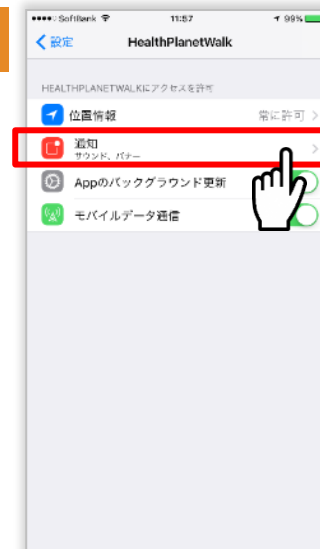 SoftBank 11:57 99%
設定 HealthPlanetWalk
HEALTHPLANETWALKにアクセスを許可
位置情報 常に許可
通知
サウンド、バナー
Appのバックグラウンド更新
モバイルデータ通信